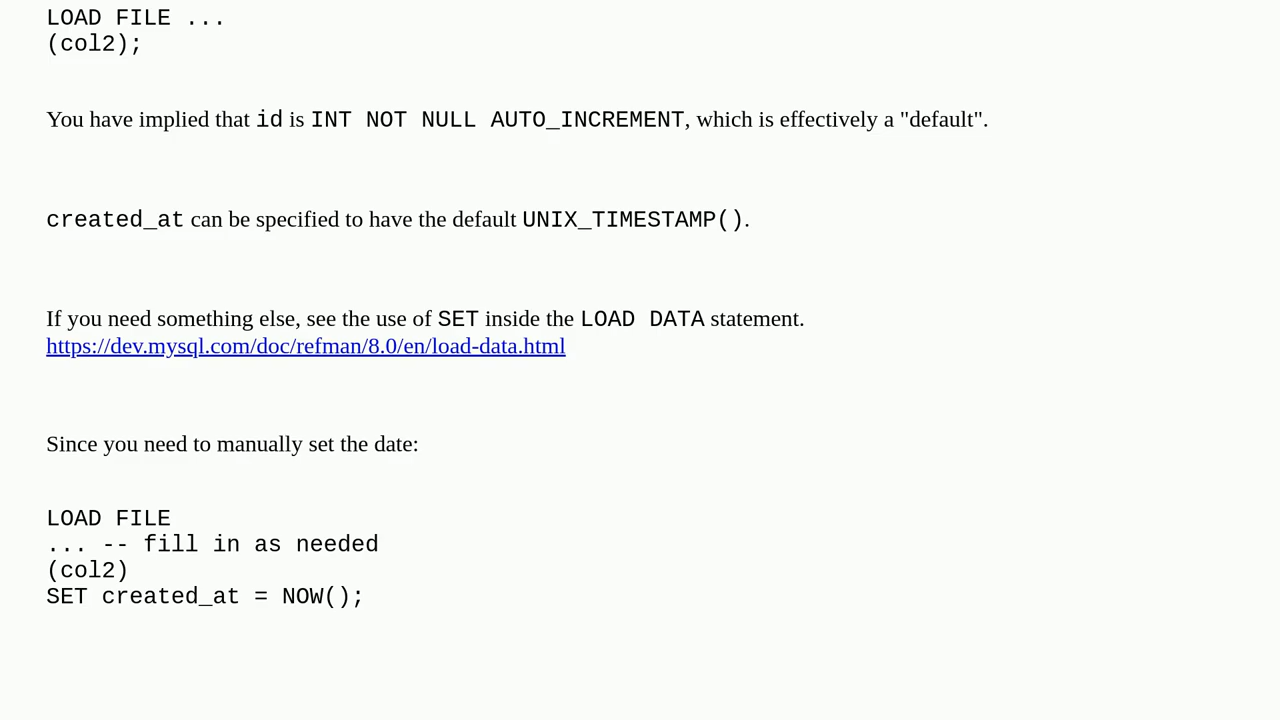 LOAD FILE ...
(col2);
You have implied that id is INT NOT NULL AUTO_INCREMENT, which is effectively a "default".
created_at can be specified to have the default UNIX_TIMESTAMP().
If you need something else, see the use of SET inside the LOAD DATA statement.
https://dev.mysql.com/doc/refman/8.0/en/load-data.html
Since you need to manually set the date:
LOAD FILE
... -- fill in as needed
(col2)
SET created_at = NOW();